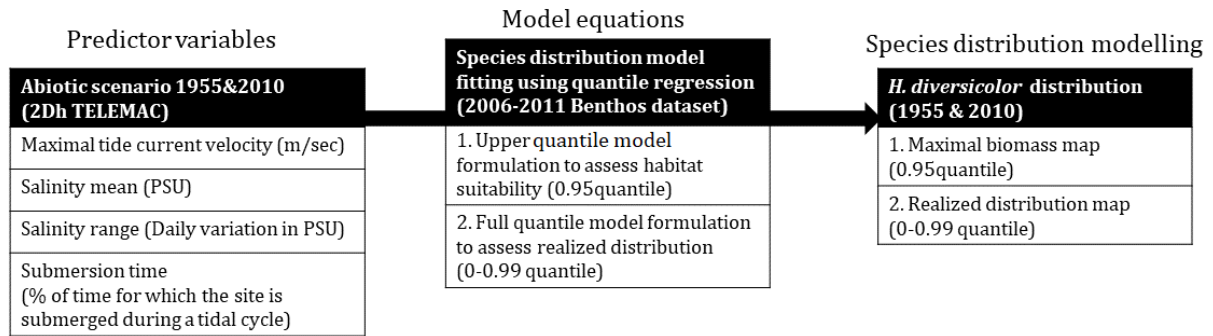 Predictor variables
Abiotic scenario 1955&2010
(2Dh TELEMAC)
Maximal tide current velocity (m/sec)
Salinity mean (PSU)
Salinity range (Daily variation in PSU)
Submersion time
(% of time for which the site is
submerged during a tidal cycle)
Model equations
Species distribution model
fitting using quantile regression
(2006-2011 Benthos dataset)
1. Upper quantile model
formulation to assess habitat
suitability (0.95quantile)
2. Full quantile model formulation
to assess realized distribution
(0-0.99 quantile)
Species distribution modelling
H. diversicolor distribution
(1955 & 2010)
1. Maximal biomass map
(0.95quantile)
2. Realized distribution map
(0-0.99 quantile)